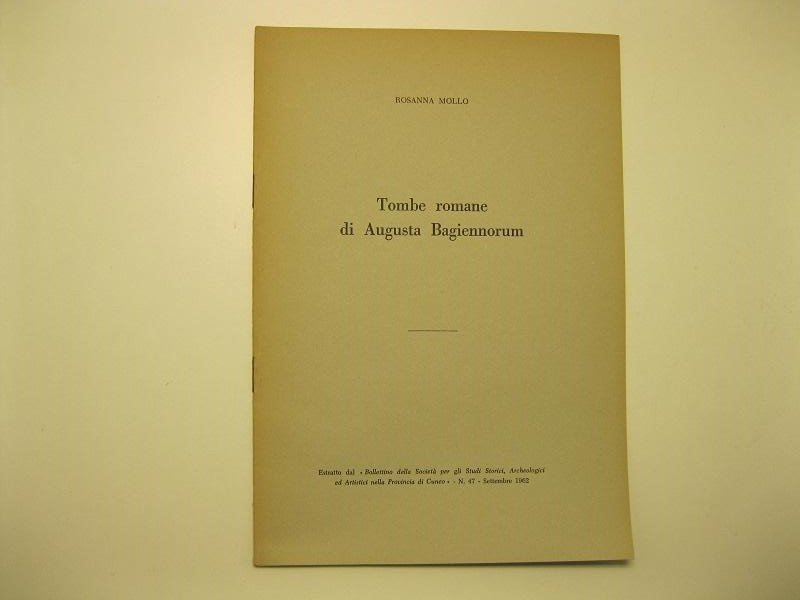 ROSANNA MOLLO
Tombe romane
di Augusta Bagiennorum
Estratto dal « Bollettino della Società per gli Studi Storici, Archeologici
ed Artistici nella Provincia di Cuneo » - N. 47 - Settembre 1962